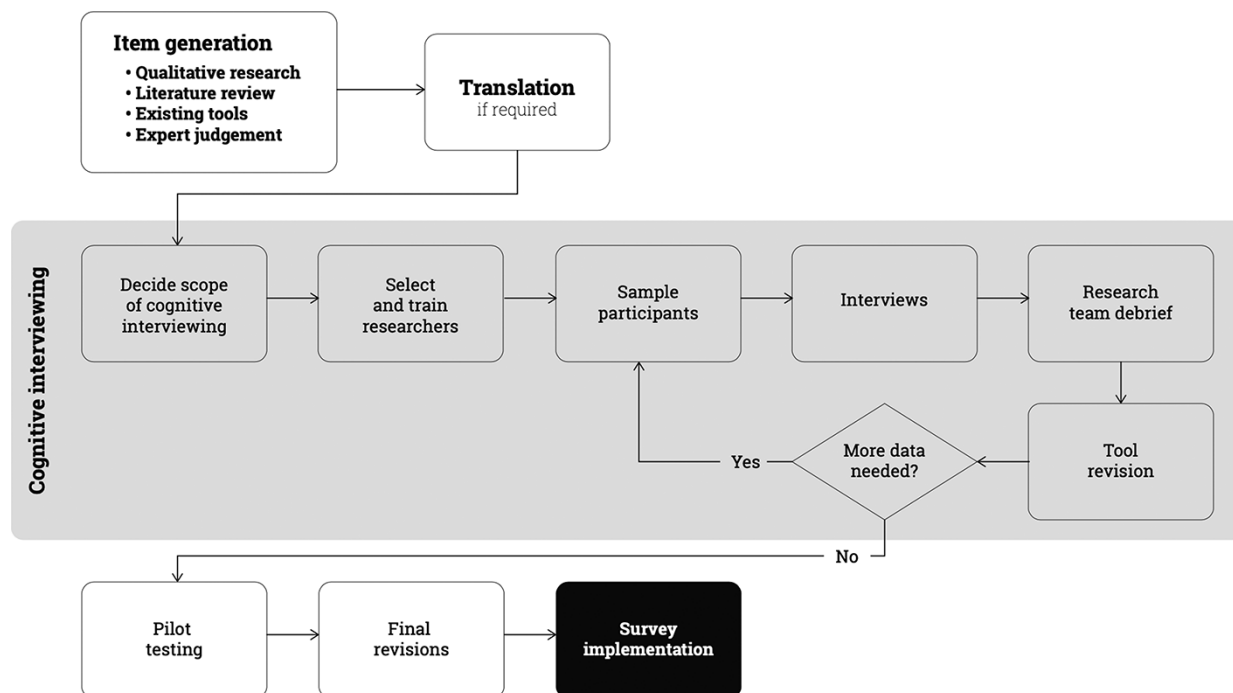 Item generation
• Qualitative research
• Literature review
• Existing tools
• Expert judgement
Translation
if required
Cognitive interviewing
Decide scope
of cognitive
interviewing
Select
and train
researchers
Sample
participants
Interviews
Research
team debrief
Tool
revision
More data
needed?
Yes
No
Pilot
testing
Final
revisions
Survey
implementation